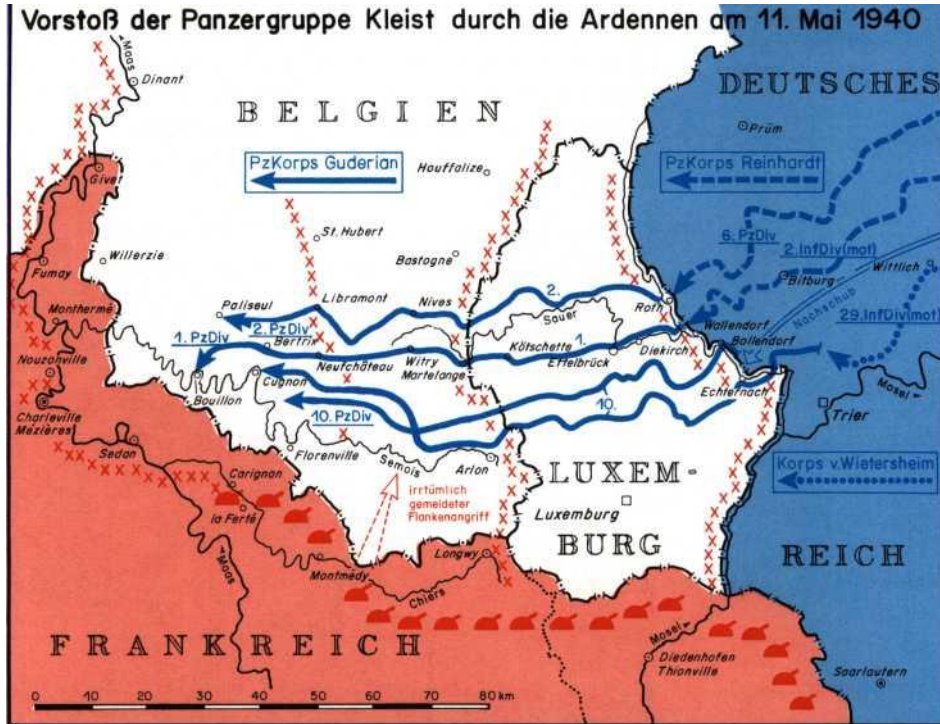 Vorstoß der Panzergruppe Kleist durch die Ardennen am 11. Mai 1940
Maas
Dinant
DEUTSCHES
BELGIEN
Prüm
PzKorps Guderian
Houffalize
PzKorps Reinhardt
Givet
St. Hubert
6. PzDiv
2. InfDiv(mot)
Willerzie
Bastogne
Bitburg
Wittlich
Fumay
Nachschub
Monthermé
Paliseul
Libramont
Nives
2.
Roth
29. InfDiv(mot)
Sauer
1. PzDiv
2. PzDiv
Bertrix
1.
Wallendorf
Bollendorf
Nouzonville
Neufchâteau
Witry
Martelange
Kötschette
Ettelbrück
Diekirch
Cugnon
Echternach
Mosel
Charleville
Mézières
Bouillon
10. PzDiv
10.
Trier
Sedan
Florenville
Semois
Arlon
Carignan
LUXEM-
BURG
Korps v. Wietersheim
irrtümlich
gemeldeter
Flankenangriff
la Ferté
Luxemburg
REICH
Longwy
Maas
Montmédy
Chiers
FRANKREICH
Mosel
Diedenhofen
Thionville
Saarlautern
0 10 20 30 40 50 60 70 80 km